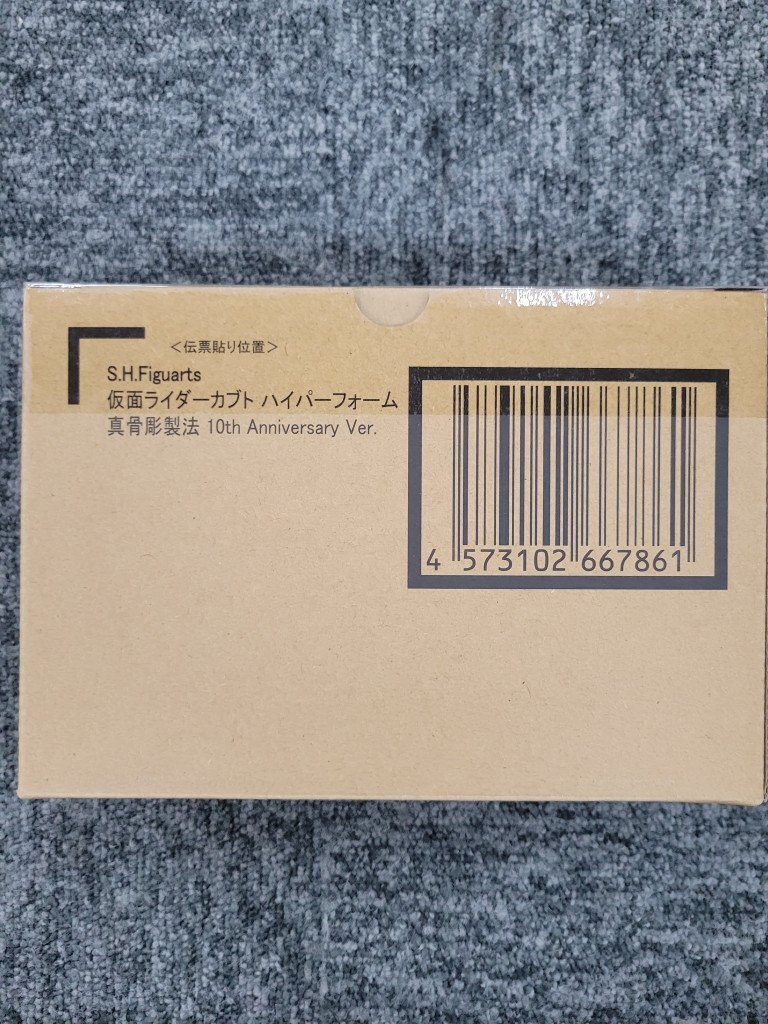 <伝票貼り位置>
S.H.Figuarts
仮面ライダーカブト ハイパーフォーム
真骨彫製法 10th Anniversary Ver.
4 573102 667861